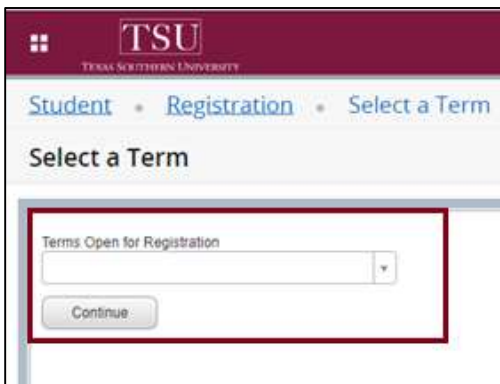 TSU
TEXAS SOUTHERN UNIVERSITY
Student • Registration • Select a Term
Select a Term
Terms Open for Registration
Continue